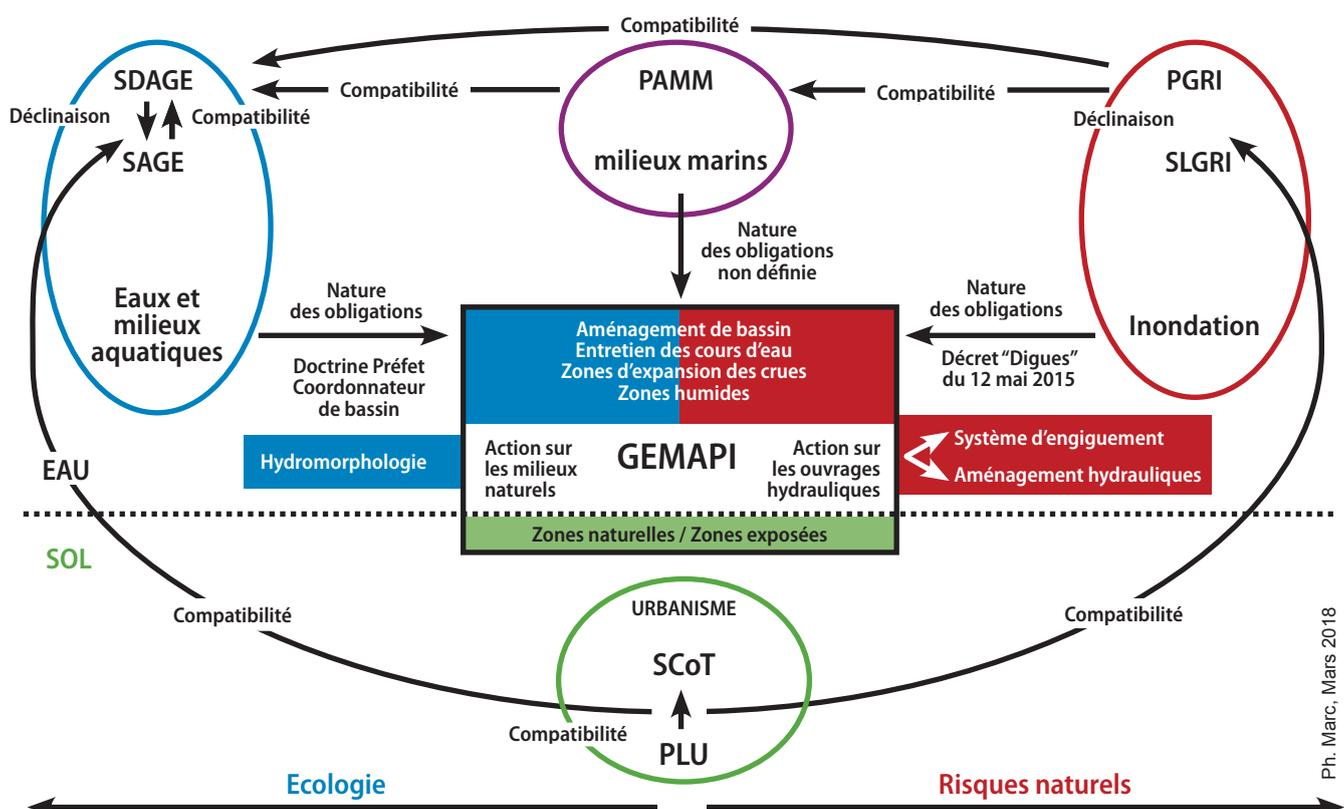 Compatibilité
SDAGE
Compatibilité
PAMM
Compatibilité
PGRI
Déclinaison
Compatibilité
Déclinaison
SAGE
milieux marins
SLGRI
Nature
des obligations
non définie
Eaux et
milieux
aquatiques
Nature
des obligations
Doctrine Préfet
Coordonnateur
de bassin
Aménagement de bassin
Entretien des cours d’eau
Zones d’expansion des crues
Zones humides
Nature
des obligations
Décret “Digues”
du 12 mai 2015
Inondation
EAU
Hydromorphologie
Action sur
les milieux
naturels
GEMAPI
Action sur
les ouvrages
hydrauliques
Système d’engiguement
Aménagement hydrauliques
Zones naturelles / Zones exposées
SOL
Compatibilité
URBANISME
SCoT
Compatibilité
Compatibilité
PLU
Ecologie
Risques naturels
Ph. Marc, Mars 2018